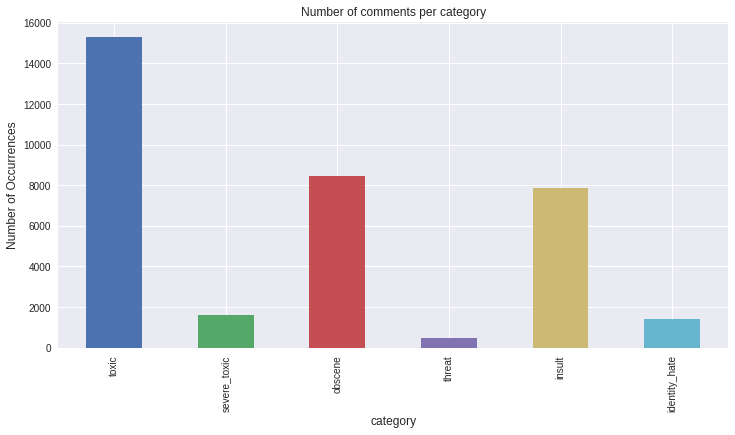 Number of comments per category
Number of Occurrences
16000
14000
12000
10000
8000
6000
4000
2000
0
toxic
severe_toxic
obscene
threat
insult
identity_hate
category